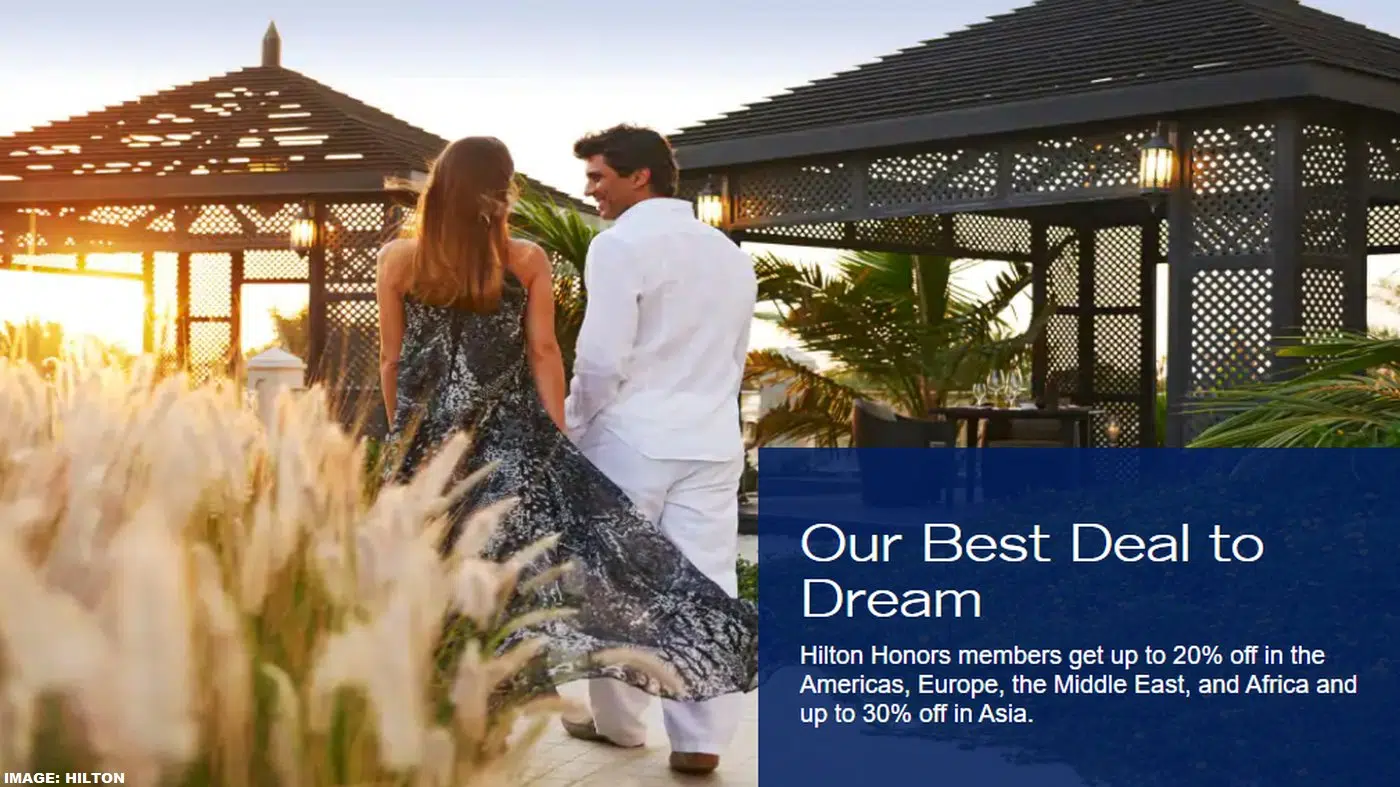 Our Best Deal to
Dream
Hilton Honors members get up to 20% off in the
Americas, Europe, the Middle East, and Africa and
up to 30% off in Asia.
IMAGE: HILTON